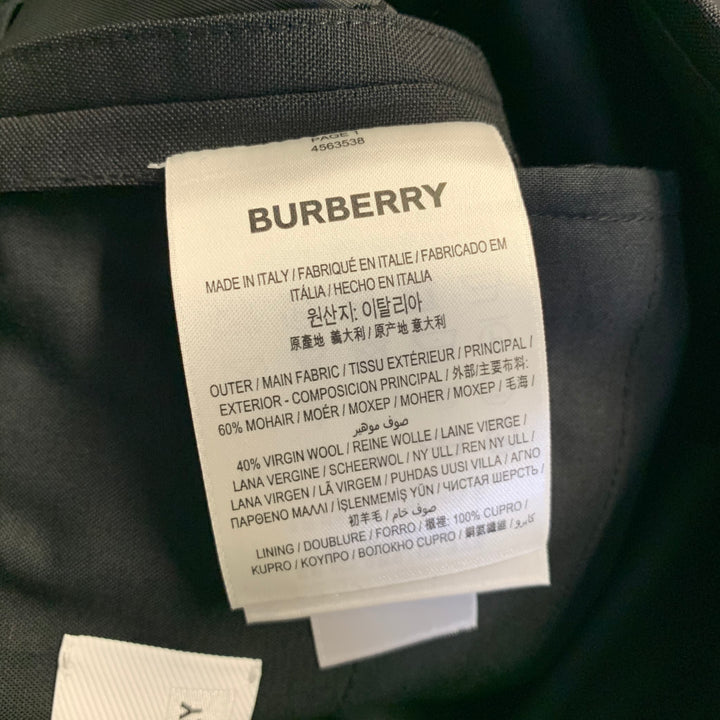 PAGE 1
4563538
BURBERRY
MADE IN ITALY / FABRIQUÉ EN ITALIE / FABRICADO EM
ITÁLIA / HECHO EN ITALIA
원산지: 이탈리아
原產地 義大利 / 原产地 意大利
OUTER / MAIN FABRIC / TISSU EXTÉRIEUR / PRINCIPAL /
EXTERIOR - COMPOSICION PRINCIPAL / 外部/主要布料:
60% MOHAIR / MOÉR / MOXEP / MOHER / МОХЕР / 毛海 /
صوف موهير
40% VIRGIN WOOL / REINE WOLLE / LAINE VIERGE /
LANA VERGINE / SCHEERWOL / NY ULL / REN NY ULL /
LANA VIRGEN / LÃ VIRGEM / PUHDAS UUSI VILLA / ΑΓΝΟ
ΠΑΡΘΕΝΟ ΜΑΛΛΙ / İŞLENMEMİŞ YÜN / ЧИСТАЯ ШЕРСТЬ /
初羊毛 / صوف خام
LINING / DOUBLURE / FORRO / 襯裡: 100% CUPRO /
KUPRO / ΚΟΥΠΡΟ / ВОЛОКНО CUPRO / 銅氨纖維 / كابرو
Y